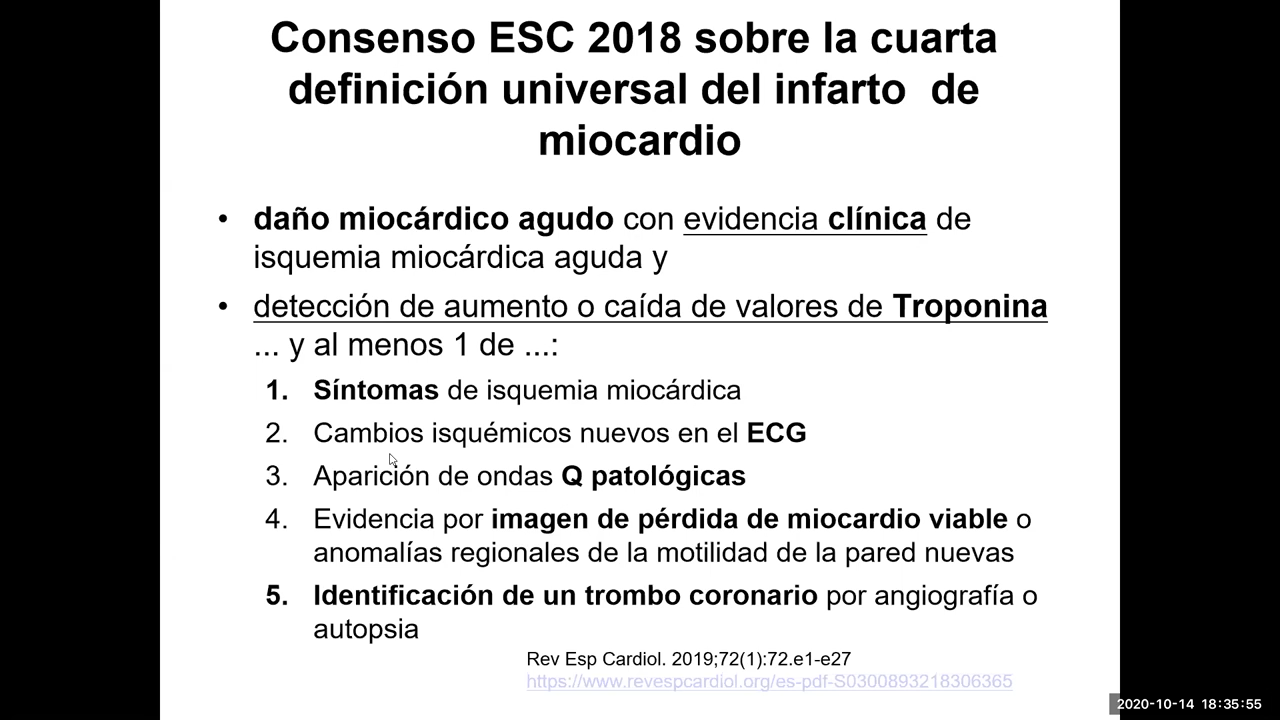 Consenso ESC 2018 sobre la cuarta
definición universal del infarto  de
miocardio
• daño miocárdico agudo con evidencia clínica de
isquemia miocárdica aguda y
• detección de aumento o caída de valores de Troponina
... y al menos 1 de ...:
1. Síntomas de isquemia miocárdica
2. Cambios isquémicos nuevos en el ECG
3. Aparición de ondas Q patológicas
4. Evidencia por imagen de pérdida de miocardio viable o
anomalías regionales de la motilidad de la pared nuevas
5. Identificación de un trombo coronario por angiografía o
autopsia
Rev Esp Cardiol. 2019;72(1):72.e1-e27
https://www.revespcardiol.org/es-pdf-S0300893218306365
2020-10-14 18:35:55